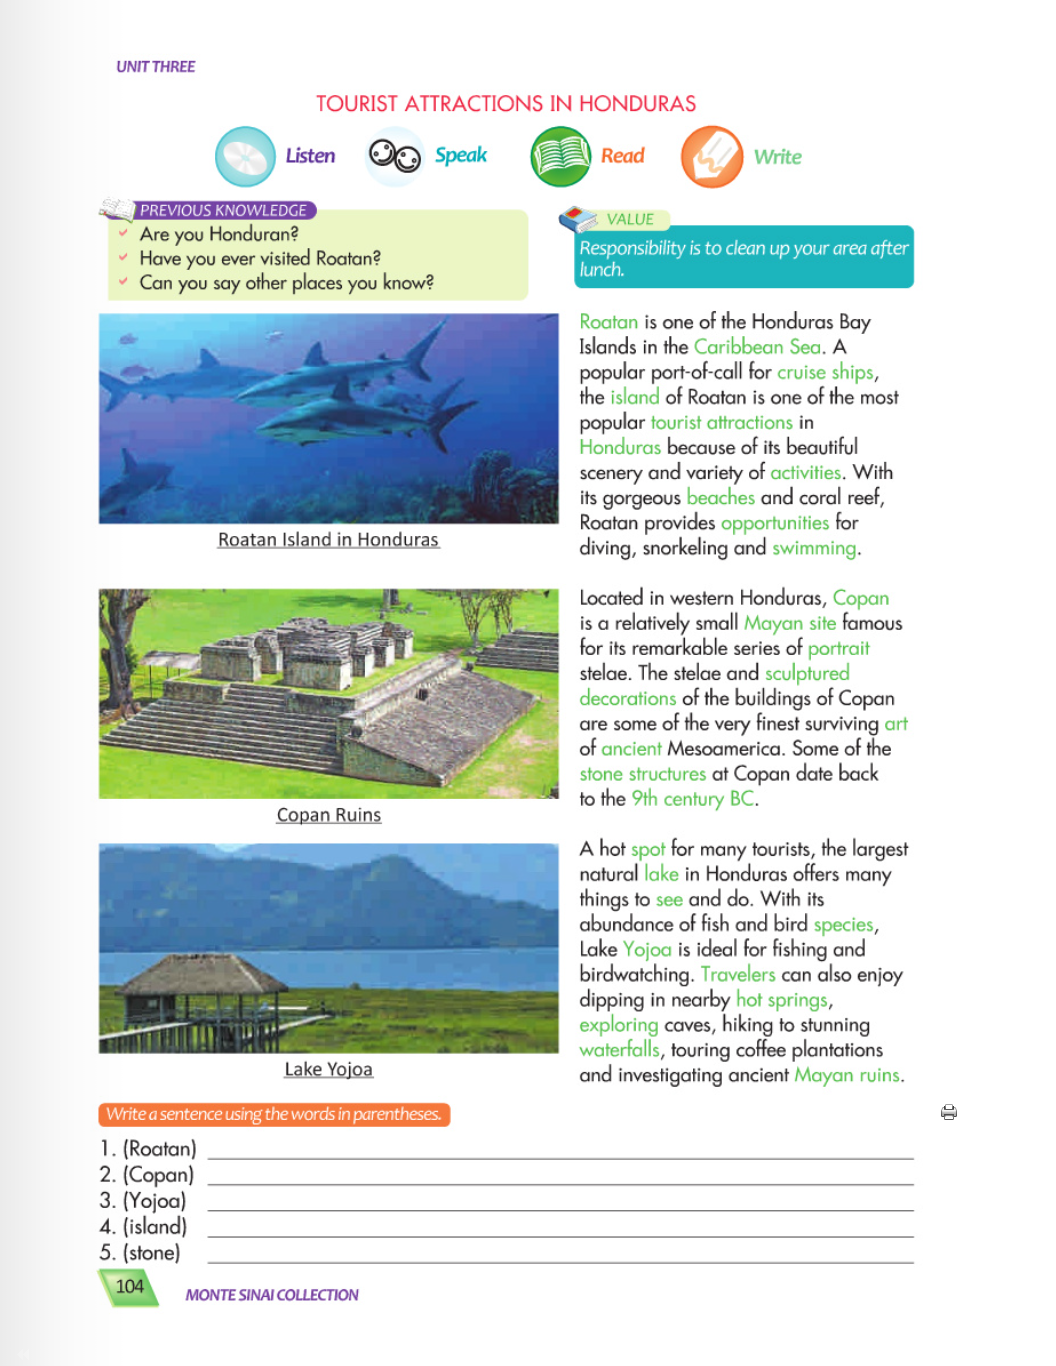 UNIT THREE
TOURIST ATTRACTIONS IN HONDURAS
Listen
Speak
Read
Write
PREVIOUS KNOWLEDGE
Are you Honduran?
Have you ever visited Roatan?
Can you say other places you know?
VALUE
Responsibility is to clean up your area after
lunch.
Roatan Island in Honduras
Roatan is one of the Honduras Bay
Islands in the Caribbean Sea. A
popular port-of-call for cruise ships,
the island of Roatan is one of the most
popular tourist attractions in
Honduras because of its beautiful
scenery and variety of activities. With
its gorgeous beaches and coral reef,
Roatan provides opportunities for
diving, snorkeling and swimming.
Copan Ruins
Located in western Honduras, Copan
is a relatively small Mayan site famous
for its remarkable series of portrait
stelae. The stelae and sculptured
decorations of the buildings of Copan
are some of the very finest surviving art
of ancient Mesoamerica. Some of the
stone structures at Copan date back
to the 9th century BC.
Lake Yojoa
A hot spot for many tourists, the largest
natural lake in Honduras offers many
things to see and do. With its
abundance of fish and bird species,
Lake Yojoa is ideal for fishing and
birdwatching. Travelers can also enjoy
dipping in nearby hot springs,
exploring caves, hiking to stunning
waterfalls, touring coffee plantations
and investigating ancient Mayan ruins.
Write a sentence using the words in parentheses.
1. (Roatan)
2. (Copan)
3. (Yojoa)
4. (island)
5. (stone)
104
MONTE SINAI COLLECTION